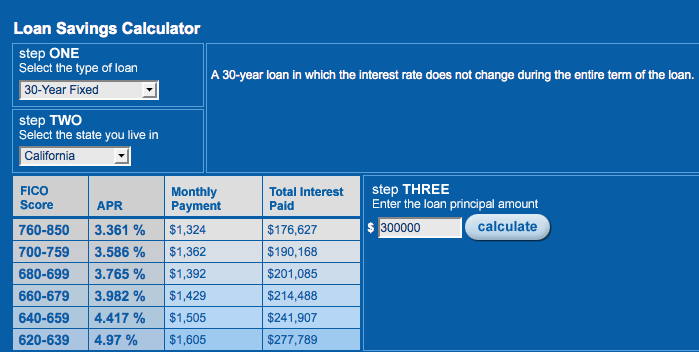 Loan Savings Calculator
step ONE
Select the type of loan
30-Year Fixed
A 30-year loan in which the interest rate does not change during the entire term of the loan.
step TWO
Select the state you live in
California
FICO Score APR Monthly Payment Total Interest Paid
760-850 3.361 % $1,324 $176,627
700-759 3.586 % $1,362 $190,168
680-699 3.765 % $1,392 $201,085
660-679 3.982 % $1,429 $214,488
640-659 4.417 % $1,505 $241,907
620-639 4.97 % $1,605 $277,789
step THREE
Enter the loan principal amount
$ 300000 calculate